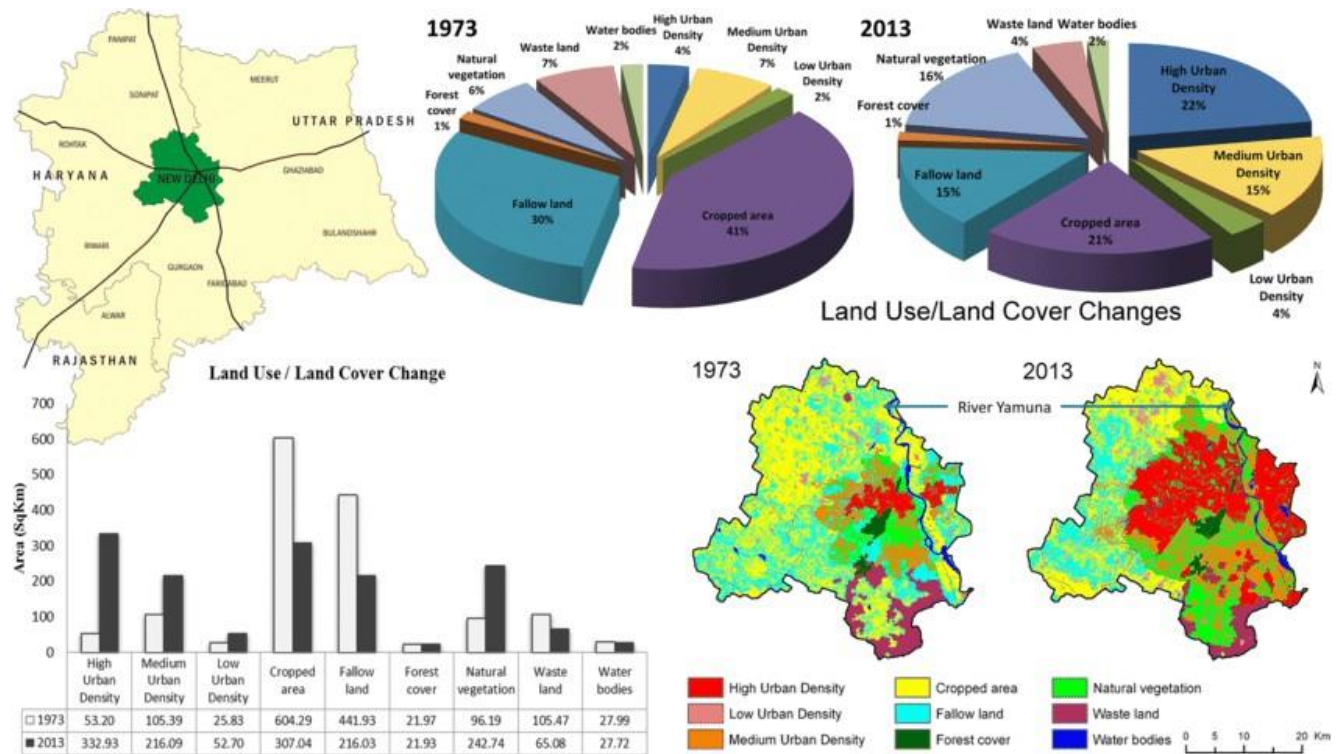 PANIPAT
SONIPAT
MEERUT
UTTAR PRADESH
ROHTAK
HARYANA
NEW DELHI
GHAZIABAD
BULANDSHAHR
GURGAON
FARIDABAD
ALWAR
RAJASTHAN
1973
Water bodies
2%
High Urban
Density
4%
Medium Urban
Density
7%
Low Urban
Density
2%
Cropped area
41%
Fallow land
30%
Forest cover
1%
Natural
vegetation
6%
Waste land
7%
2013
Waste land
4%
Water bodies
2%
Natural vegetation
16%
Forest cover
1%
Fallow land
15%
Cropped area
21%
High Urban
Density
22%
Medium Urban
Density
15%
Low Urban
Density
4%
Land Use/Land Cover Changes
Land Use / Land Cover Change
Area (SqKm)
700
600
500
400
300
200
100
0
High Urban Density
Medium Urban Density
Low Urban Density
Cropped area
Fallow land
Forest cover
Natural vegetation
Waste land
Water bodies
1973 53.20 105.39 25.83 604.29 441.93 21.97 96.19 105.47 27.99
2013 332.93 216.09 52.70 307.04 216.03 21.93 242.74 65.08 27.72
1973
2013
N
River Yamuna
High Urban Density
Low Urban Density
Medium Urban Density
Cropped area
Fallow land
Forest cover
Natural vegetation
Waste land
Water bodies
0 5 10 20 Km